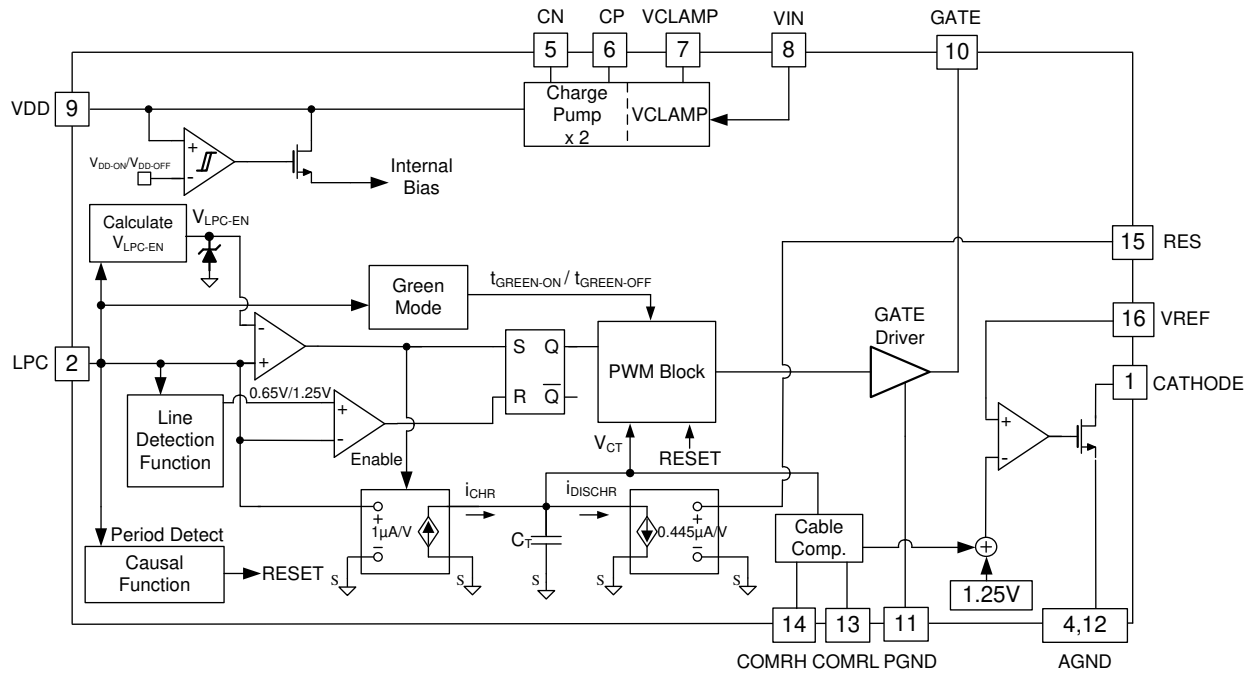 CN CP VCLAMP VIN GATE
5 6 7 8 10
VDD 9
Charge
Pump
x 2
VCLAMP
VDD-ON/VDD-OFF
+
-
Internal
Bias
Calculate
VLPC-EN
VLPC-EN
15 RES
Green
Mode
tGREEN-ON / tGREEN-OFF
16 VREF
GATE
Driver
LPC 2
-
+
S Q
R Q
PWM Block
1 CATHODE
0.65V/1.25V
+
-
Line
Detection
Function
Enable
VCT
RESET
+
-
iCHR
iDISCHR
+
1µA/V
-
CT
+
0.445µA/V
-
S S S S S
Cable
Comp.
+
1.25V
Period Detect
Causal
Function
RESET
14 13 11 4,12
COMRH COMRL PGND AGND